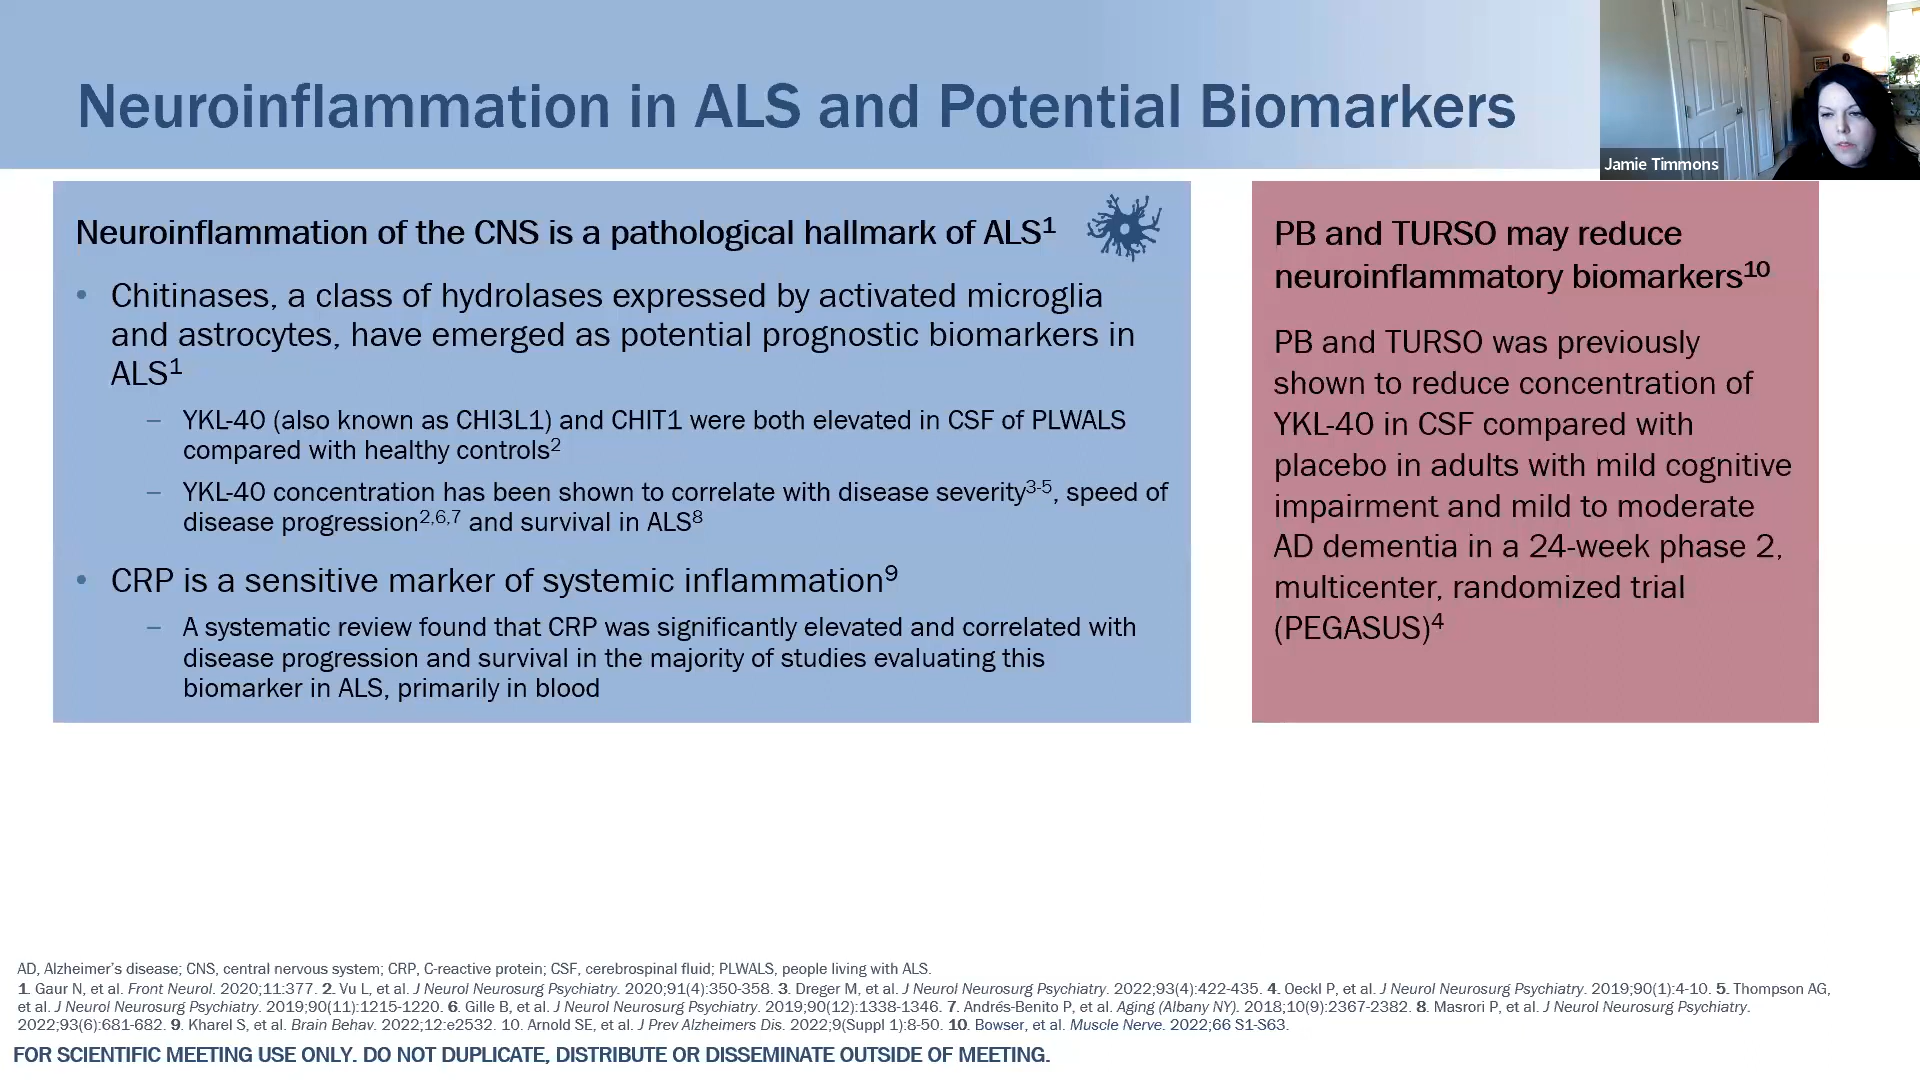 Neuroinflammation in ALS and Potential Biomarkers
Jamie Timmons
Neuroinflammation of the CNS is a pathological hallmark of ALS1
• Chitinases, a class of hydrolases expressed by activated microglia
and astrocytes, have emerged as potential prognostic biomarkers in
ALS1
– YKL-40 (also known as CHI3L1) and CHIT1 were both elevated in CSF of PLWALS
compared with healthy controls2
– YKL-40 concentration has been shown to correlate with disease severity3-5, speed of
disease progression2,6,7 and survival in ALS8
• CRP is a sensitive marker of systemic inflammation9
– A systematic review found that CRP was significantly elevated and correlated with
disease progression and survival in the majority of studies evaluating this
biomarker in ALS, primarily in blood
PB and TURSO may reduce
neuroinflammatory biomarkers10
PB and TURSO was previously
shown to reduce concentration of
YKL-40 in CSF compared with
placebo in adults with mild cognitive
impairment and mild to moderate
AD dementia in a 24-week phase 2,
multicenter, randomized trial
(PEGASUS)4
AD, Alzheimer's disease; CNS, central nervous system; CRP, C-reactive protein; CSF, cerebrospinal fluid; PLWALS, people living with ALS.
1. Gaur N, et al. Front Neurol. 2020;11:377. 2. Vu L, et al. J Neurol Neurosurg Psychiatry. 2020;91(4):350-358. 3. Dreger M, et al. J Neurol Neurosurg Psychiatry. 2022;93(4):422-435. 4. Oeckl P, et al. J Neurol Neurosurg Psychiatry. 2019;90(1):4-10. 5. Thompson AG,
et al. J Neurol Neurosurg Psychiatry. 2019;90(11):1215-1220. 6. Gille B, et al. J Neurol Neurosurg Psychiatry. 2019;90(12):1338-1346. 7. Andrés-Benito P, et al. Aging (Albany NY). 2018;10(9):2367-2382. 8. Masrori P, et al. J Neurol Neurosurg Psychiatry.
2022;93(6):681-682. 9. Kharel S, et al. Brain Behav. 2022;12:e2532. 10. Arnold SE, et al. J Prev Alzheimers Dis. 2022;9(Suppl 1):8-50. 10. Bowser, et al. Muscle Nerve. 2022;66 S1-S63.
FOR SCIENTIFIC MEETING USE ONLY. DO NOT DUPLICATE, DISTRIBUTE OR DISSEMINATE OUTSIDE OF MEETING.